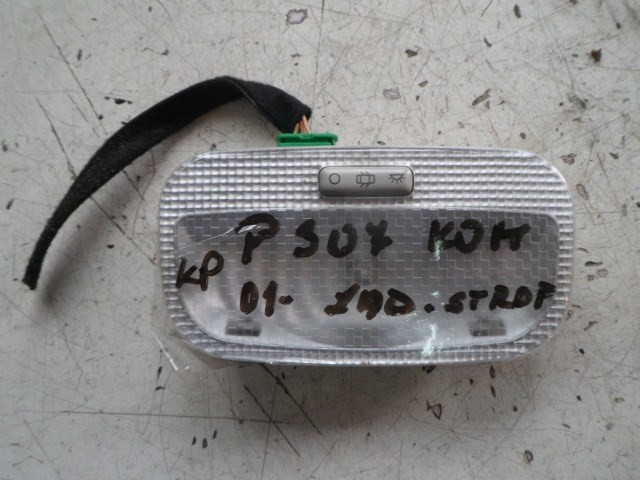 P 307 KOM
KP
01- ZAD. STROP